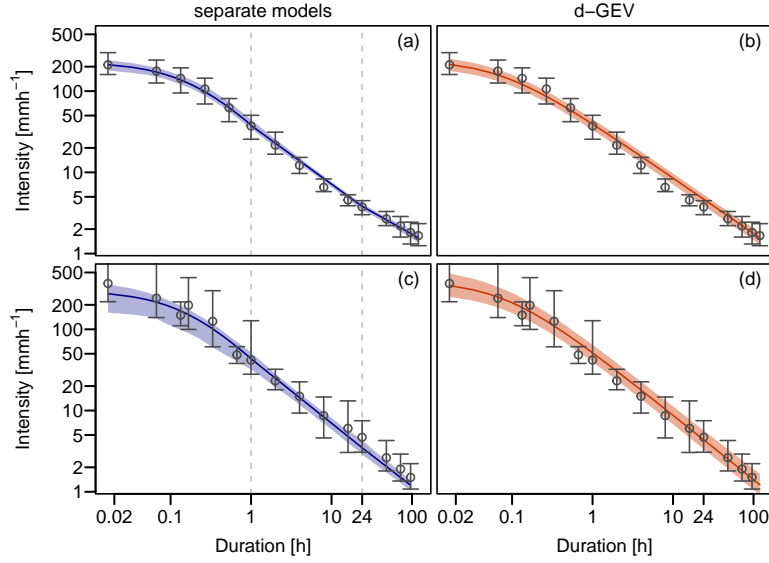 separate models
d−GEV
(a)
(b)
Intensity [mmh⁻¹]
500
200
100
50
20
10
5
2
1
(c)
(d)
Intensity [mmh⁻¹]
500
200
100
50
20
10
5
2
1
0.02 0.1 1 10 24 100
0.02 0.1 1 10 24 100
Duration [h]
Duration [h]